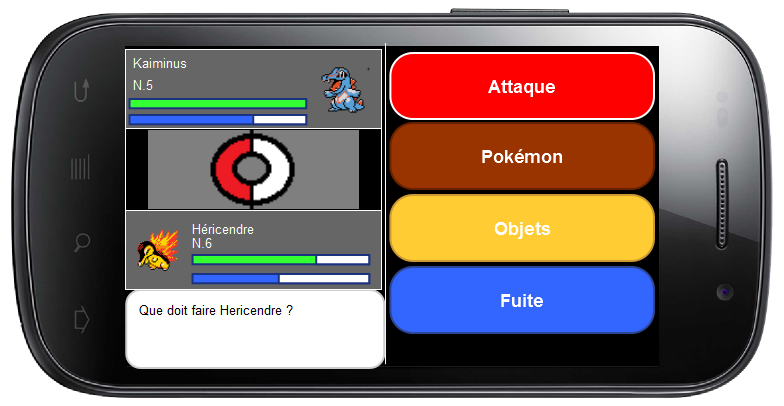 Kaiminus
N.5
Héricendre
N.6
Que doit faire Hericendre ?
Attaque
Pokémon
Objets
Fuite